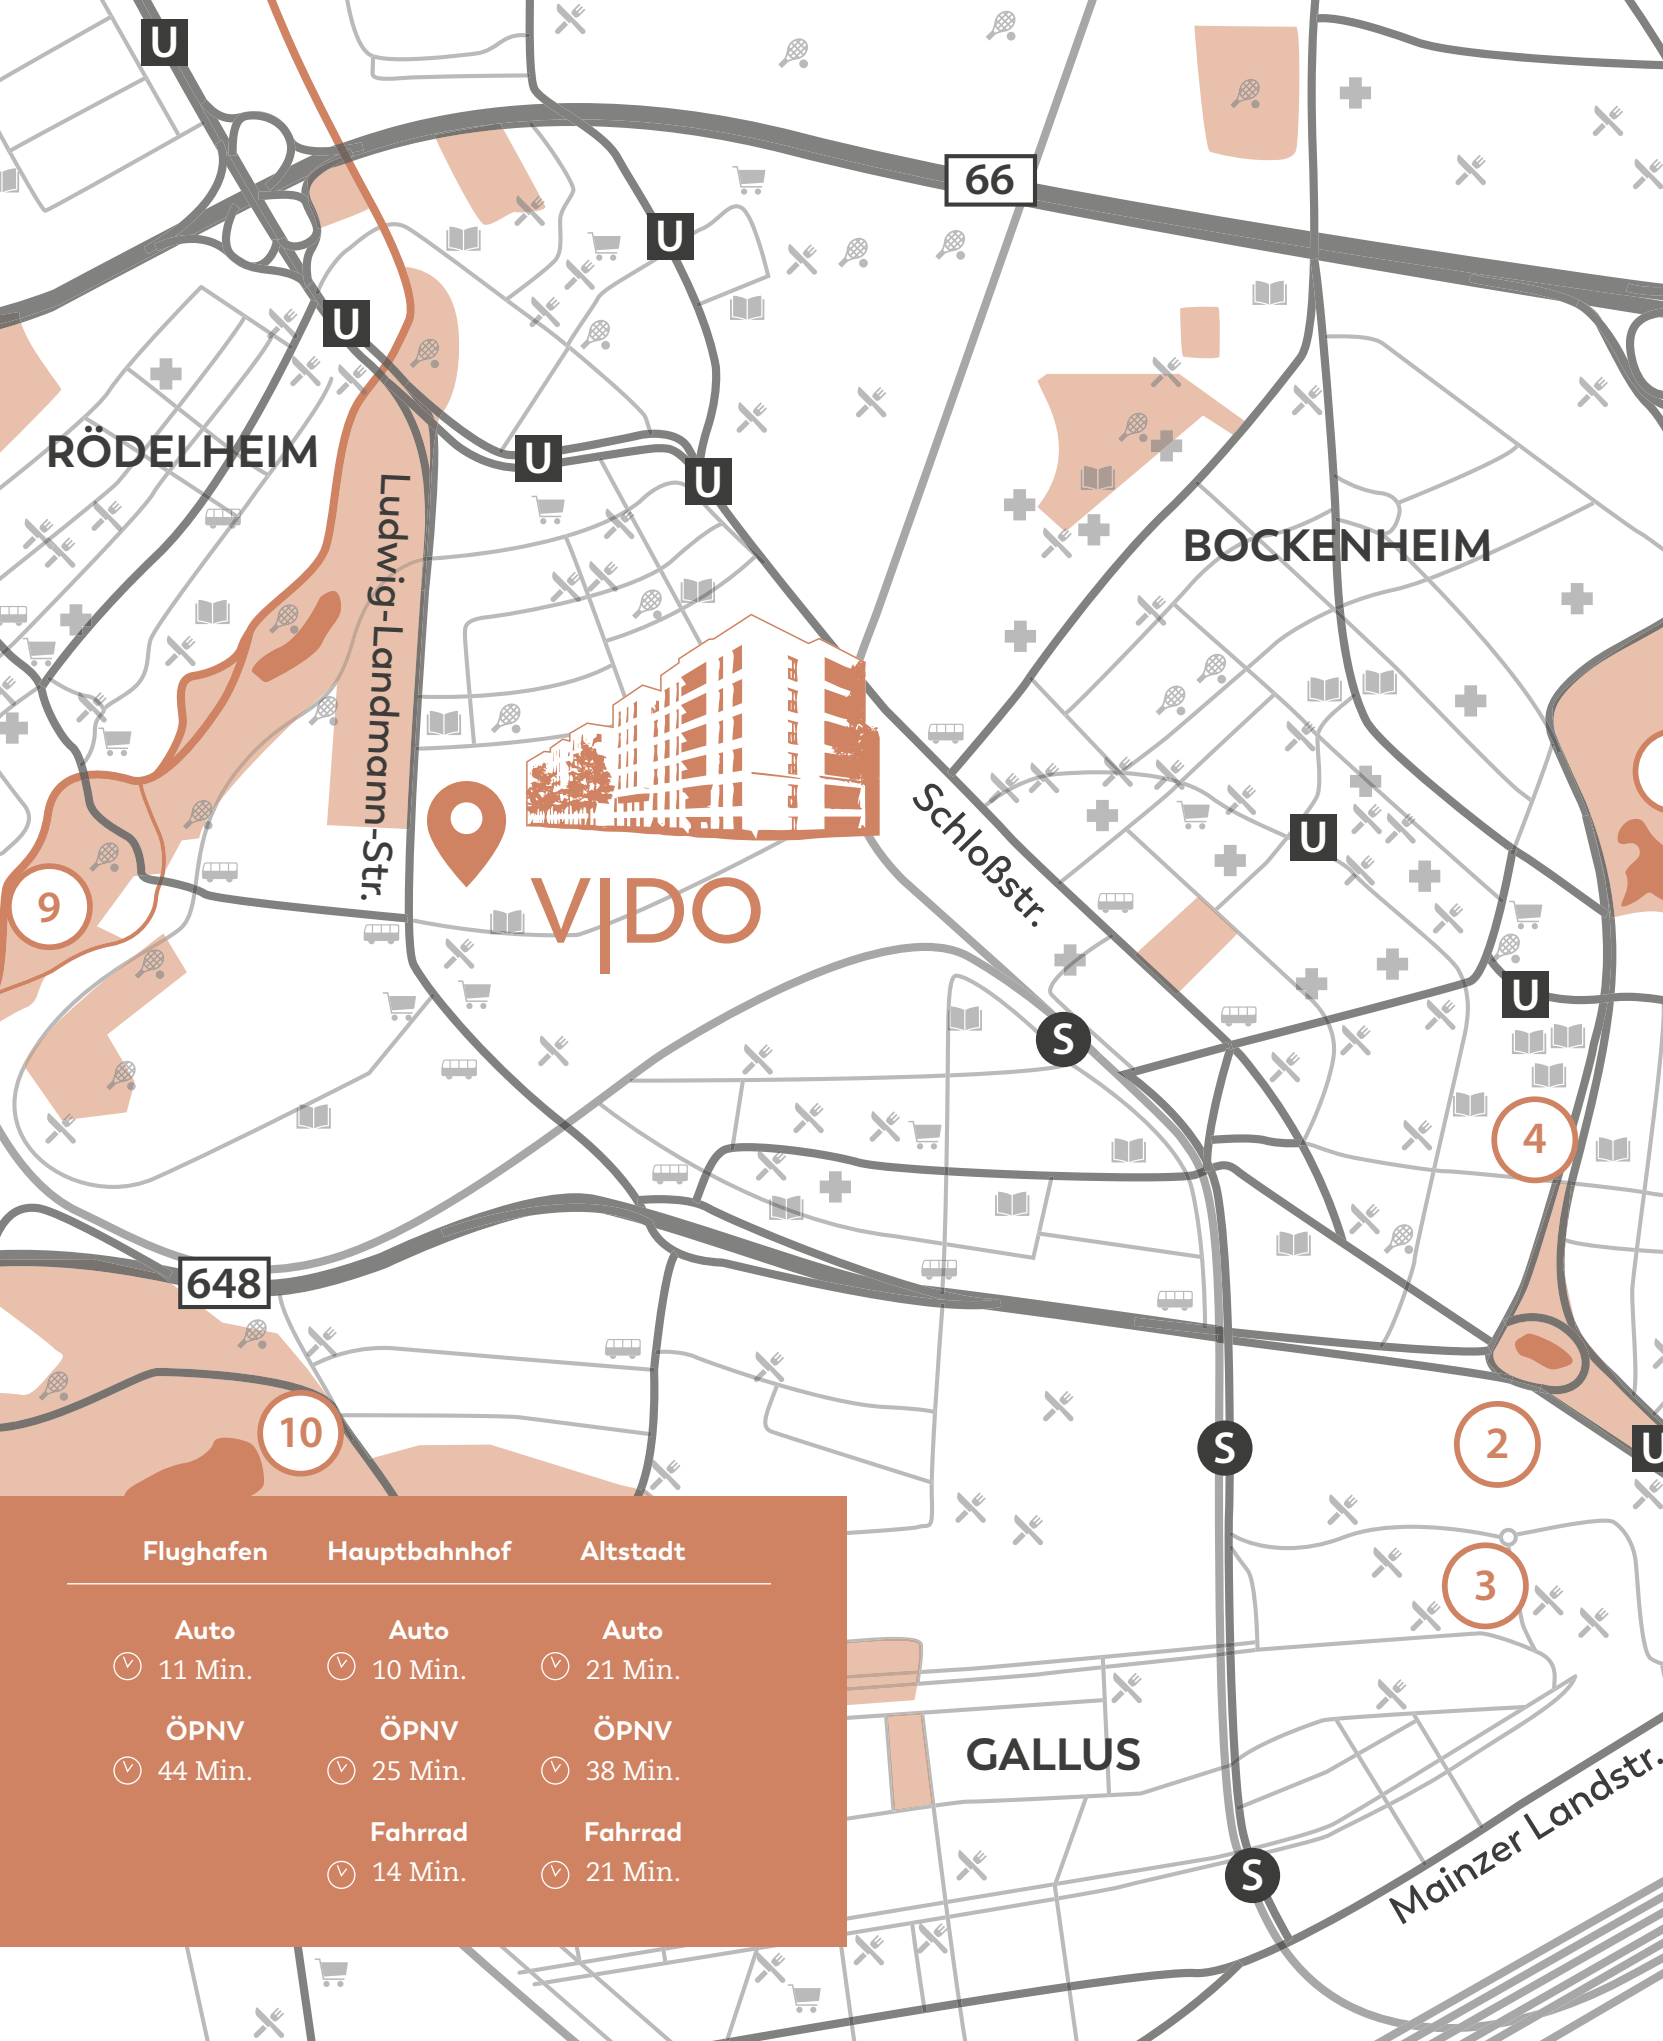 U
66
U
U
RÖDELHEIM
U
U
Ludwig-Landmann-Str.
BOCKENHEIM
Schloßstr.
U
9
V|DO
U
S
4
648
10
2
S
U
3
Flughafen Hauptbahnhof Altstadt
Auto Auto Auto
11 Min. 10 Min. 21 Min.
ÖPNV ÖPNV ÖPNV
44 Min. 25 Min. 38 Min.
Fahrrad Fahrrad
14 Min. 21 Min.
GALLUS
Mainzer Landstr.
S